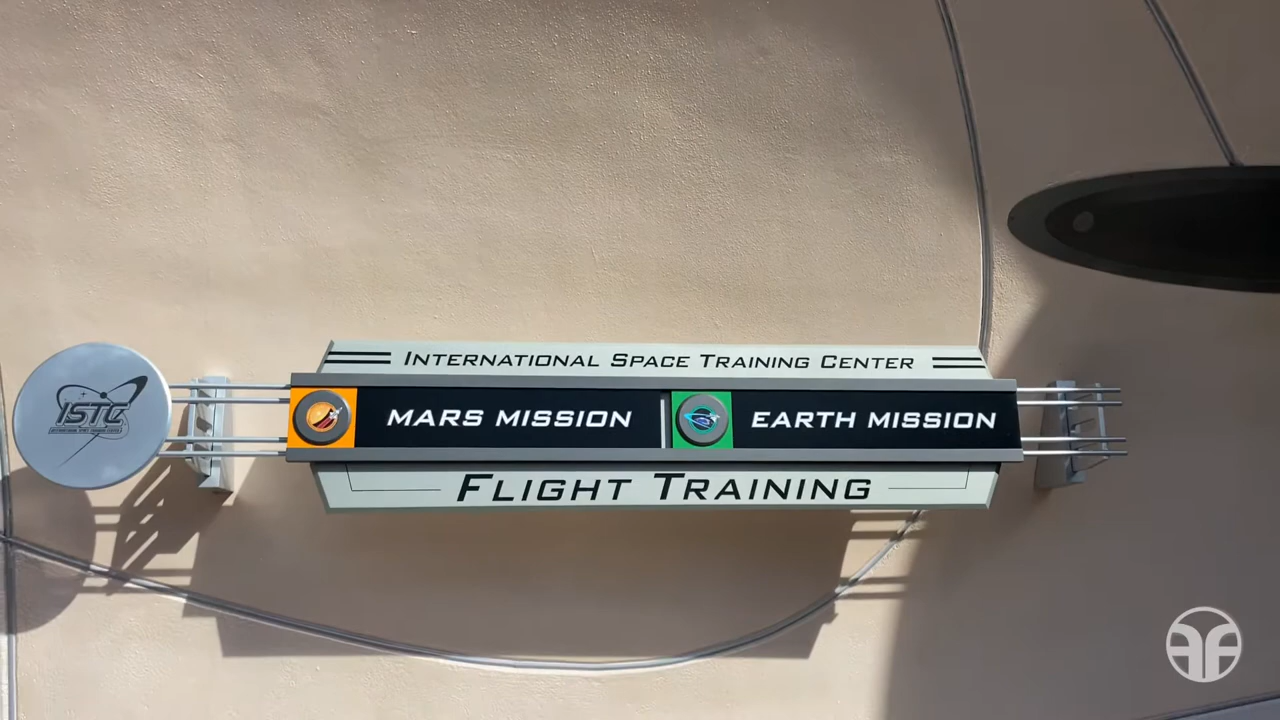 International Space Training Center
ISTC
MARS MISSION
EARTH MISSION
Flight Training